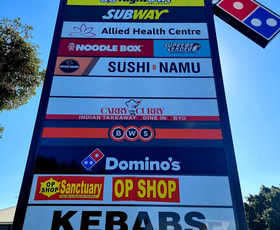 SUBWAY
Allied Health Centre
NOODLE BOX
SUSHI NAMU
CARRY CURRY
INDIAN TAKEAWAY DINE IN BYO
BWS
Domino's
OP SHOP Sanctuary
OP SHOP
KEBABS